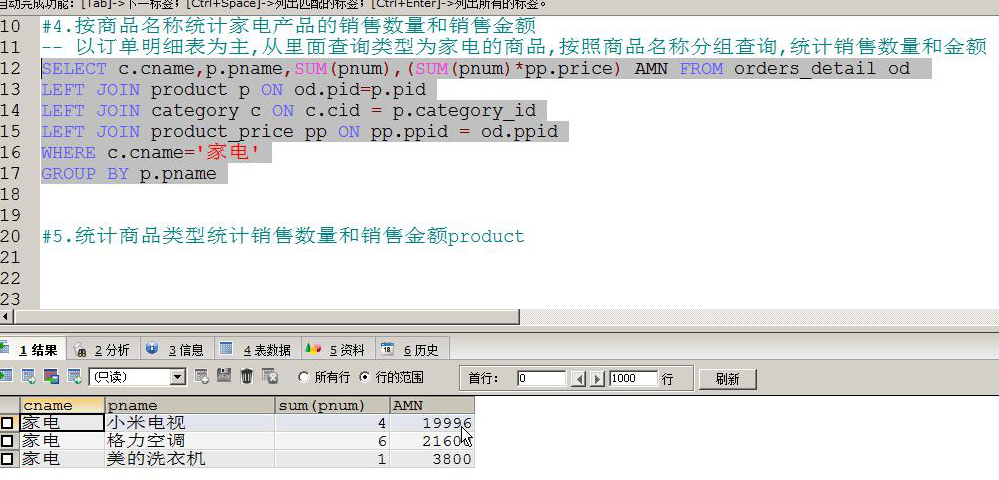 自动完成功能: [Tab]->下一标签; [Ctrl+Space]->列出匹配的标签; [Ctrl+Enter]->列出所有的标签。
10 #4.按商品名称统计家电产品的销售数量和销售金额
11 -- 以订单明细表为主,从里面查询类型为家电的商品,按照商品名称分组查询,统计销售数量和金额
12 SELECT c.cname,p.pname,SUM(pnum),(SUM(pnum)*pp.price) AMN FROM orders_detail od
13 LEFT JOIN product p ON od.pid=p.pid
14 LEFT JOIN category c ON c.cid = p.category_id
15 LEFT JOIN product_price pp ON pp.ppid = od.ppid
16 WHERE c.cname='家电'
17 GROUP BY p.pname
18
19
20 #5.统计商品类型统计销售数量和销售金额product
21
22
23
1 结果 2 分析 3 信息 4 表数据 5 资料 6 历史
(只读) 所有行 行的范围 首行: 0 1000 行 刷新
cname pname sum(pnum) AMN
家电 小米电视 4 19996
家电 格力空调 6
家电 美的洗衣机 1 3800